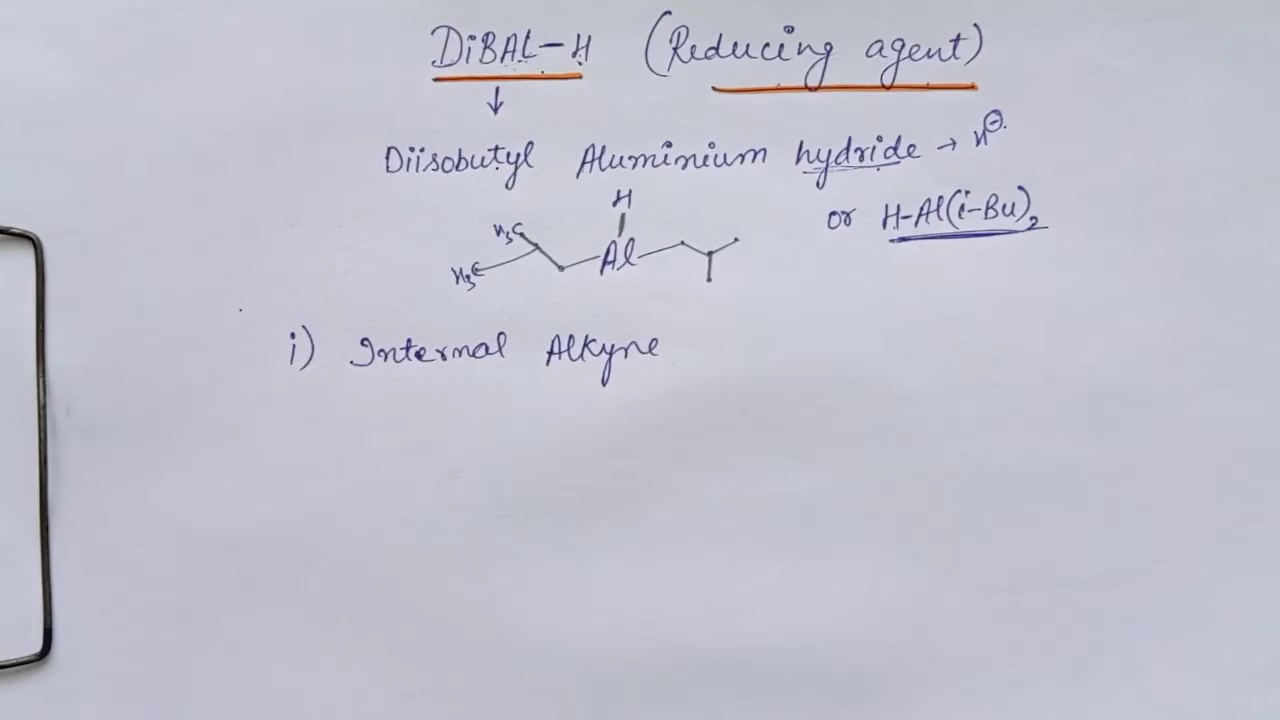 DiBAL-H (Reducing agent)
↓
Diisobutyl Aluminium hydride → H⊖
or H-Al(i-Bu)₂
H
H₃C
Al
H₃C
i) Internal Alkyne